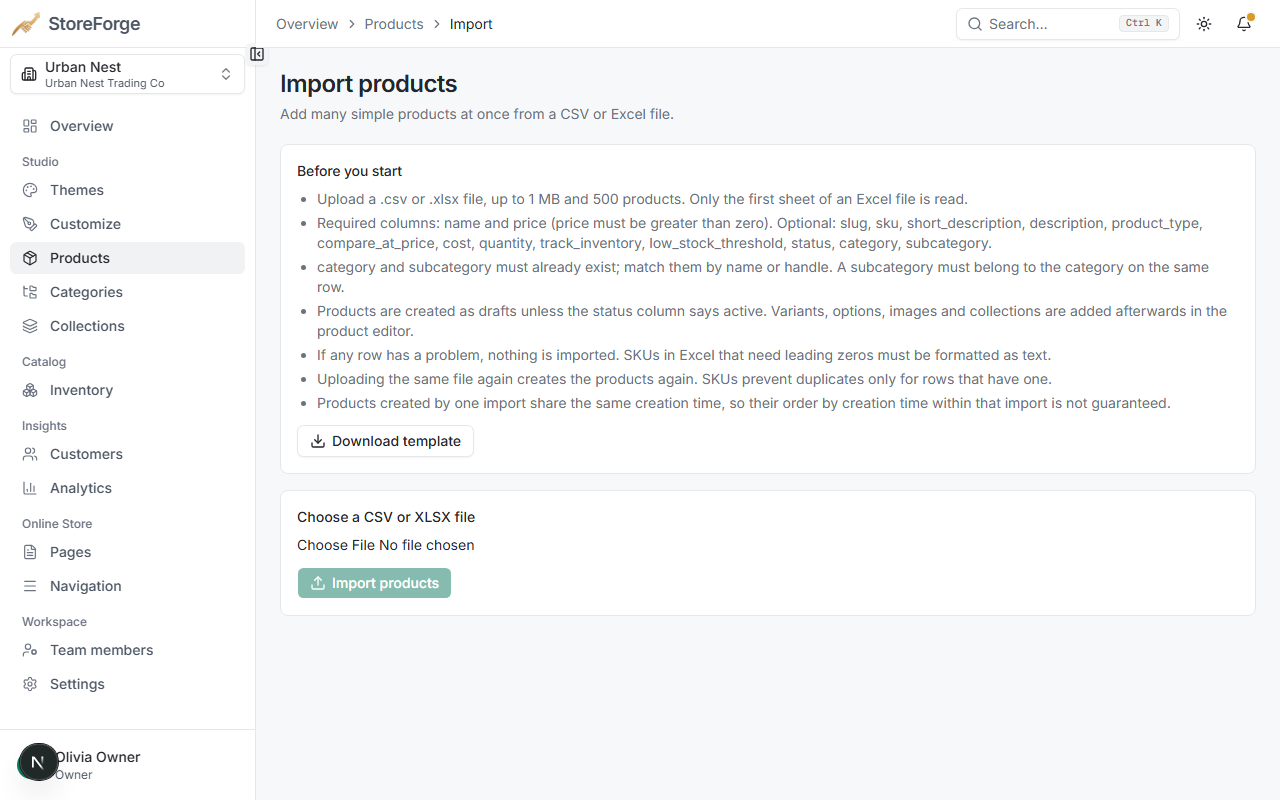 StoreForge
Overview
Products
Import
Search...
Ctrl K
Urban Nest
Urban Nest Trading Co
Overview
Studio
Themes
Customize
Products
Categories
Collections
Catalog
Inventory
Insights
Customers
Analytics
Online Store
Pages
Navigation
Workspace
Team members
Settings
N
Olivia Owner
Owner
Import products
Add many simple products at once from a CSV or Excel file.
Before you start
Upload a .csv or .xlsx file, up to 1 MB and 500 products. Only the first sheet of an Excel file is read.
Required columns: name and price (price must be greater than zero). Optional: slug, sku, short_description, description, product_type,
compare_at_price, cost, quantity, track_inventory, low_stock_threshold, status, category, subcategory.
category and subcategory must already exist; match them by name or handle. A subcategory must belong to the category on the same
row.
Products are created as drafts unless the status column says active. Variants, options, images and collections are added afterwards in the
product editor.
If any row has a problem, nothing is imported. SKUs in Excel that need leading zeros must be formatted as text.
Uploading the same file again creates the products again. SKUs prevent duplicates only for rows that have one.
Products created by one import share the same creation time, so their order by creation time within that import is not guaranteed.
Download template
Choose a CSV or XLSX file
Choose File No file chosen
Import products